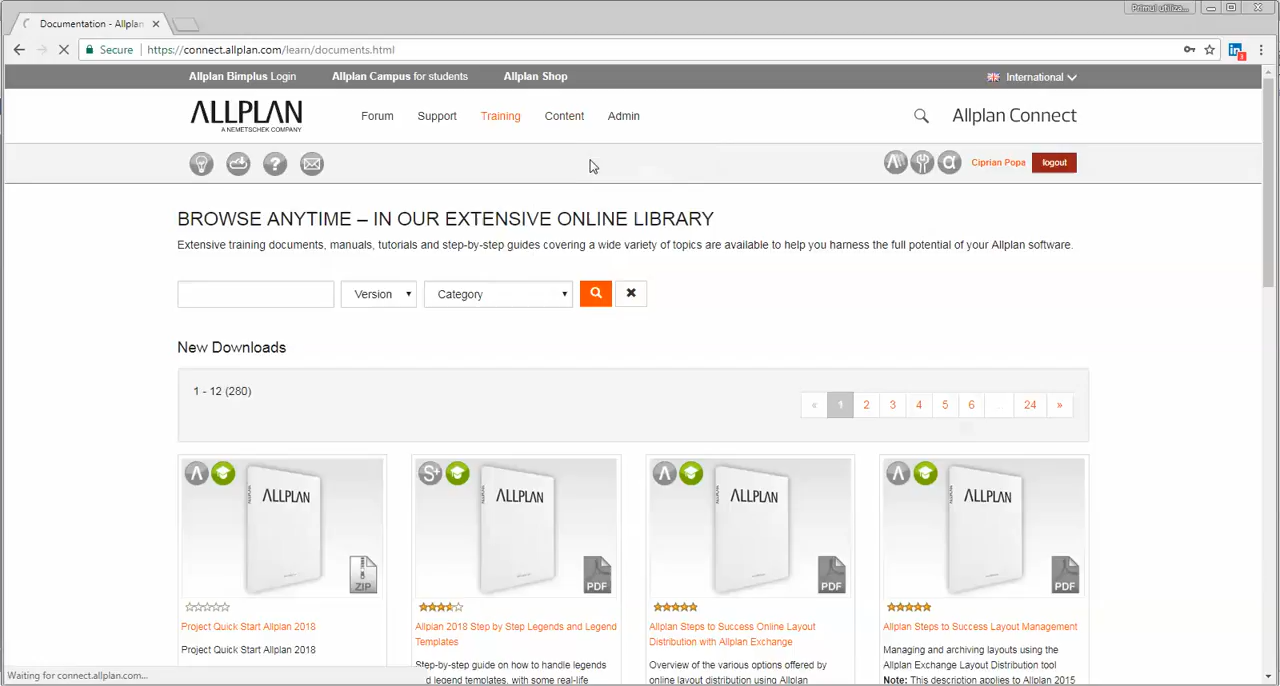 Documentation - Allplan
Primul utiliza...
Secure https://connect.allplan.com/learn/documents.html
Allplan Bimplus Login Allplan Campus for students Allplan Shop International
ALLPLAN
A NEMETSCHEK COMPANY
Forum Support Training Content Admin Allplan Connect
Ciprian Popa logout
BROWSE ANYTIME – IN OUR EXTENSIVE ONLINE LIBRARY
Extensive training documents, manuals, tutorials and step-by-step guides covering a wide variety of topics are available to help you harness the full potential of your Allplan software.
Version Category
New Downloads
1 - 12 (280)
« 1 2 3 4 5 6 . 24 »
S+
ALLPLAN ALLPLAN ALLPLAN ALLPLAN
ZIP PDF PDF PDF
Project Quick Start Allplan 2018
Project Quick Start Allplan 2018
Allplan 2018 Step by Step Legends and Legend
Templates
Step-by-step guide on how to handle legends
d legend templates, with some real-life
Allplan Steps to Success Online Layout
Distribution with Allplan Exchange
Overview of the various options offered by
online layout distribution using Allplan
Allplan Steps to Success Layout Management
Managing and archiving layouts using the
Allplan Exchange Layout Distribution tool
Note: This description applies to Allplan 2015
Waiting for connect.allplan.com...